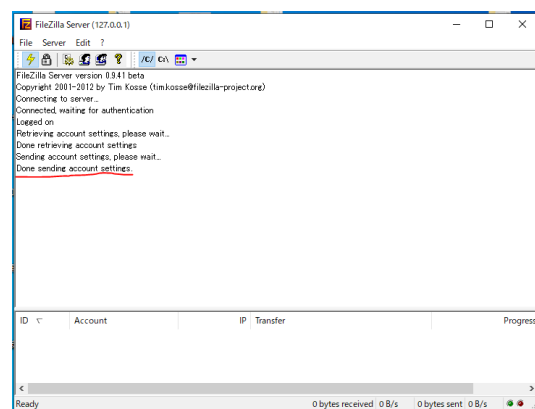 FileZilla Server (127.0.0.1)
File Server Edit ?
/C/ C:\
FileZilla Server version 0.9.41 beta
Copyright 2001-2012 by Tim Kosse (tim.kosse@filezilla-project.org)
Connecting to server...
Connected, waiting for authentication
Logged on
Retrieving account settings, please wait...
Done retrieving account settings
Sending account settings, please wait...
Done sending account settings.
ID Account IP Transfer Progress
Ready 0 bytes received 0 B/s 0 bytes sent 0 B/s